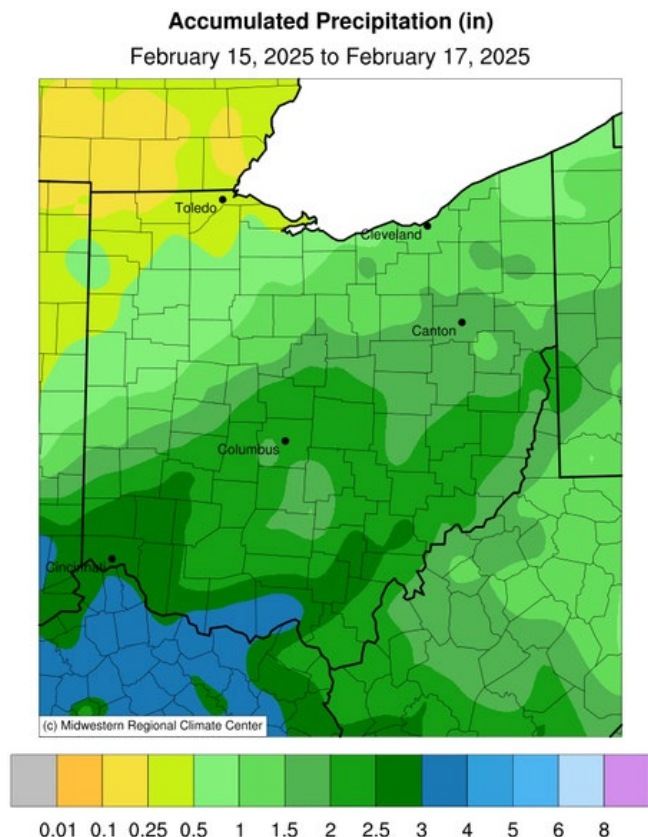 Accumulated Precipitation (in)
February 15, 2025 to February 17, 2025
Toledo
Cleveland
Canton
Columbus
Cincinnati
(c) Midwestern Regional Climate Center
0.01 0.1 0.25 0.5 1 1.5 2 2.5 3 4 5 6 8